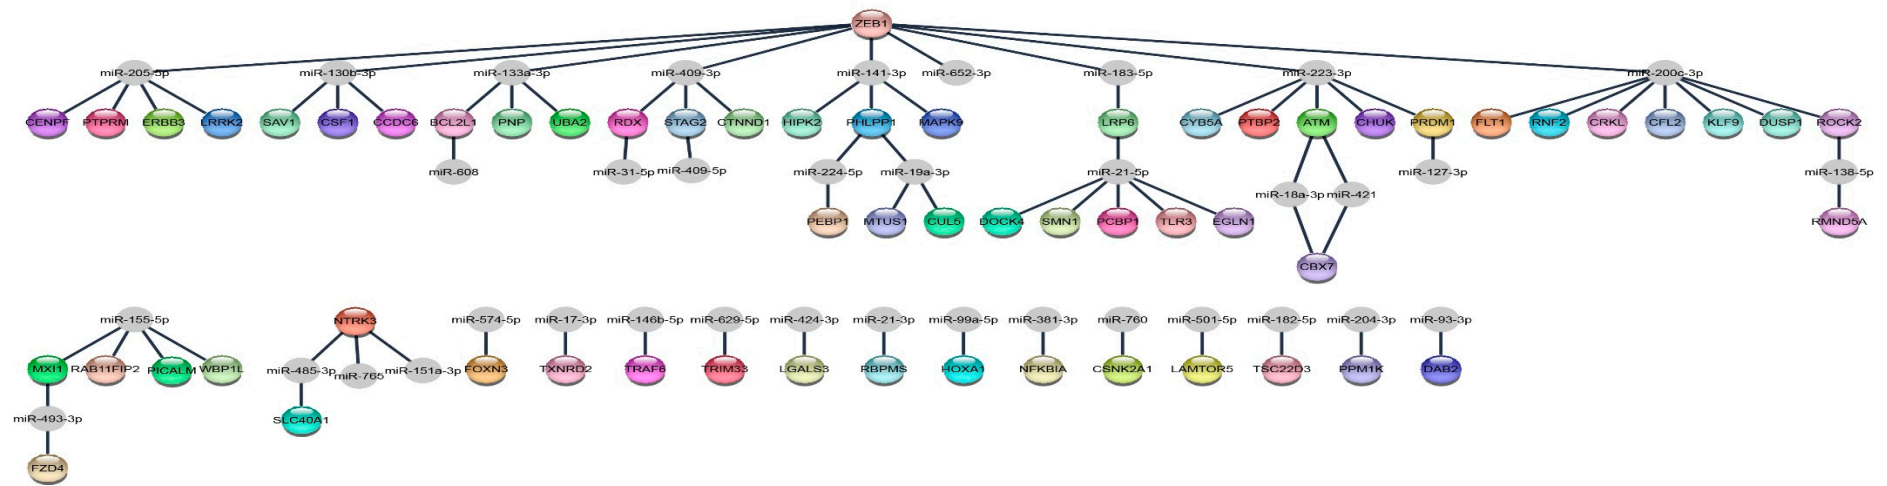 ZEB1
miR-205-5p miR-130b-3p miR-133a-3p miR-409-3p miR-141-3p miR-652-3p miR-183-5p miR-223-3p miR-200c-3p
CENPF PTPRM ERBB3 LRRK2 SAV1 CSF1 CCDC6 BCL2L1 PNP UBA2 RDX STAG2 CTNND1 HIPK2 PHLPP1 MAPK9 LRP6 CYB5A PTBP2 ATM CHUK PRDM1 FLT1 RNF2 CRKL CFL2 KLF9 DUSP1 ROCK2
miR-608 miR-31-5p miR-409-5p miR-224-5p miR-19a-3p miR-21-5p miR-127-3p miR-138-5p
miR-18a-3p miR-421
PEBP1 MTUS1 CUL5 DOCK4 SMN1 PCBP1 TLR3 EGLN1 RMND5A
CBX7
miR-155-5p NTRK3 miR-574-5p miR-17-3p miR-146b-5p miR-629-5p miR-424-3p miR-21-3p miR-99a-5p miR-381-3p miR-760 miR-501-5p miR-182-5p miR-204-3p miR-93-3p
MXI1 RAB11FIP2 PICALM WBP1L miR-485-3p miR-765 miR-151a-3p FOXN3 TXNRD2 TRAF6 TRIM33 LGALS3 RBPMS HOXA1 NFKBIA CSNK2A1 LAMTOR5 TSC22D3 PPM1K DAB2
miR-493-3p SLC40A1
FZD4